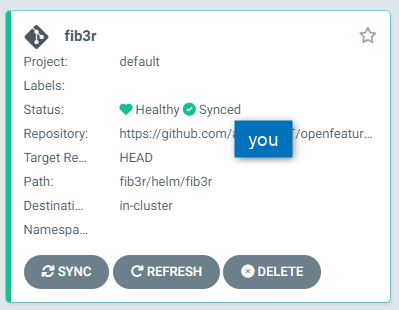 fib3r
Project: default
Labels:
Status: Healthy Synced
Repository: https://github.com/a T/openfeatur...
you
Target Re... HEAD
Path: fib3r/helm/fib3r
Destinati... in-cluster
Namespa...
SYNC REFRESH DELETE